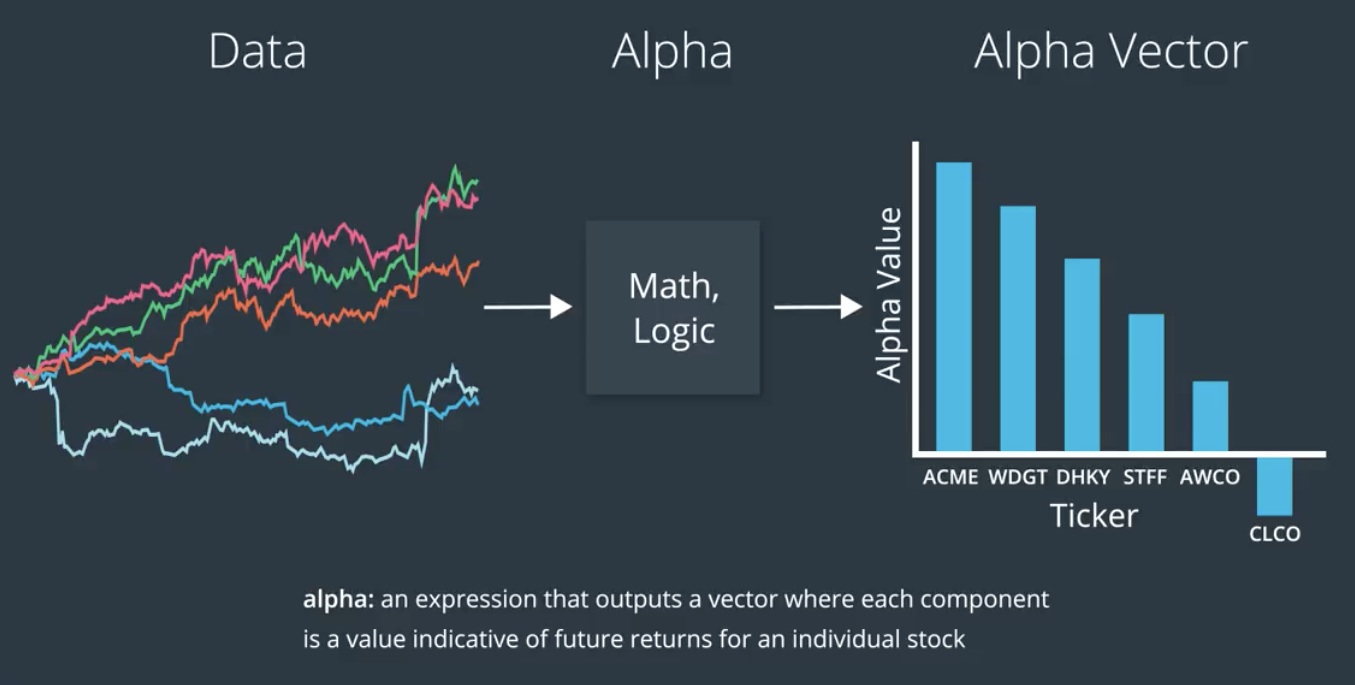 Data
Alpha
Alpha Vector
Math,
Logic
Alpha Value
ACME WDGT DHKY STFF AWCO
CLCO
Ticker
alpha: an expression that outputs a vector where each component
is a value indicative of future returns for an individual stock